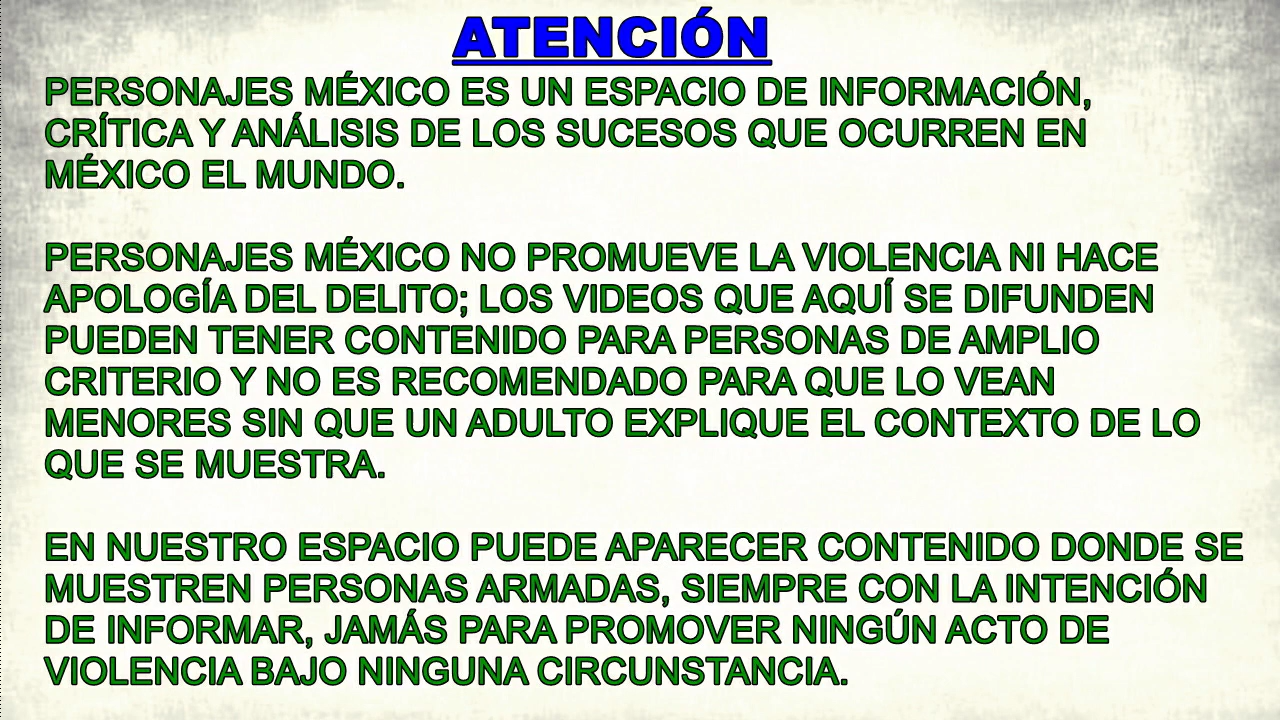 ATENCIÓN
PERSONAJES MÉXICO ES UN ESPACIO DE INFORMACIÓN,
CRÍTICA Y ANÁLISIS DE LOS SUCESOS QUE OCURREN EN
MÉXICO EL MUNDO.
PERSONAJES MÉXICO NO PROMUEVE LA VIOLENCIA NI HACE
APOLOGÍA DEL DELITO; LOS VIDEOS QUE AQUÍ SE DIFUNDEN
PUEDEN TENER CONTENIDO PARA PERSONAS DE AMPLIO
CRITERIO Y NO ES RECOMENDADO PARA QUE LO VEAN
MENORES SIN QUE UN ADULTO EXPLIQUE EL CONTEXTO DE LO
QUE SE MUESTRA.
EN NUESTRO ESPACIO PUEDE APARECER CONTENIDO DONDE SE
MUESTREN PERSONAS ARMADAS, SIEMPRE CON LA INTENCIÓN
DE INFORMAR, JAMÁS PARA PROMOVER NINGÚN ACTO DE
VIOLENCIA BAJO NINGUNA CIRCUNSTANCIA.